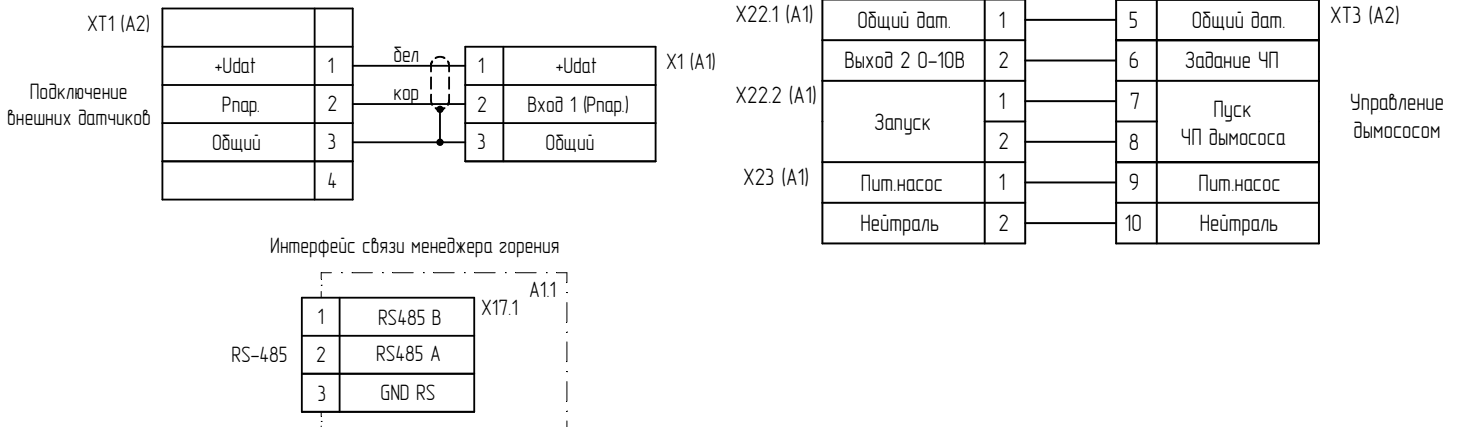 XT1 (A2)
Подключение
внешних датчиков
+Udat 1
Рпар. 2
Общий 3
4
бел
кор
1 +Udat
2 Вход 1 (Рпар.)
3 Общий
X1 (A1)
X22.1 (A1)
Общий дат. 1
Выход 2 0-10В 2
X22.2 (A1)
Запуск
1
2
X23 (A1)
Пит.насос 1
Нейтраль 2
5 Общий дат.
XT3 (A2)
6 Задание ЧП
7
8
Пуск
ЧП дымососа
9 Пит.насос
10 Нейтраль
Управление
дымососом
Интерфейс связи менеджера горения
A1.1
X17.1
RS-485
1 RS485 B
2 RS485 A
3 GND RS